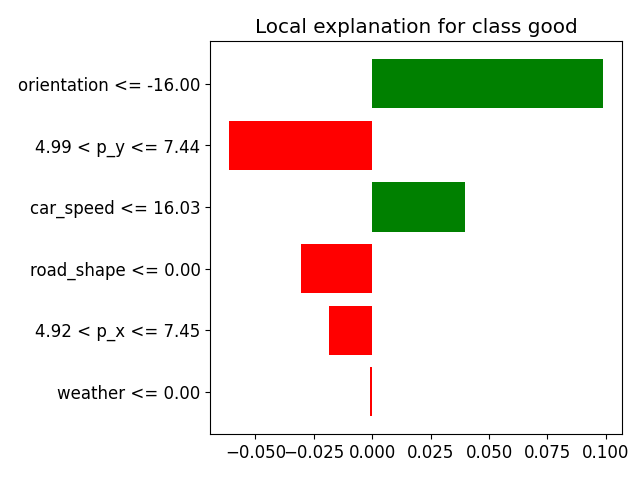 Local explanation for class good
orientation <= -16.00
4.99 < p_y <= 7.44
car_speed <= 16.03
road_shape <= 0.00
4.92 < p_x <= 7.45
weather <= 0.00
−0.050 −0.025 0.000 0.025 0.050 0.075 0.100